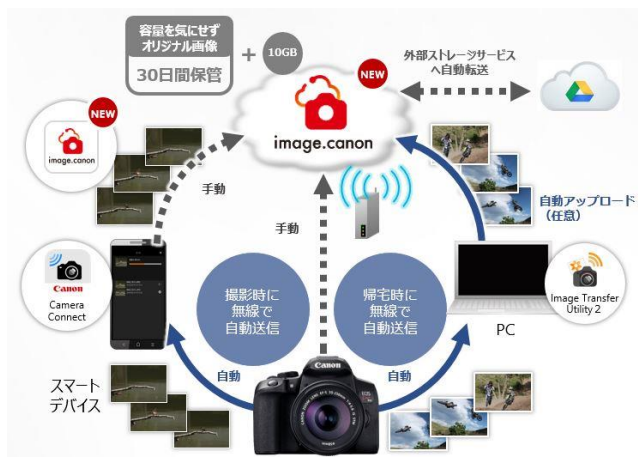 容量を気にせず
オリジナル画像
30日間保管
+
10GB
NEW
image.canon
外部ストレージサービス
へ自動転送
NEW
image.canon
手動
手動
自動アップロード
(任意)
Canon
Camera
Connect
撮影時に
無線で
自動送信
帰宅時に
無線で
自動送信
Image Transfer
Utility 2
PC
自動
自動
スマート
デバイス
Canon